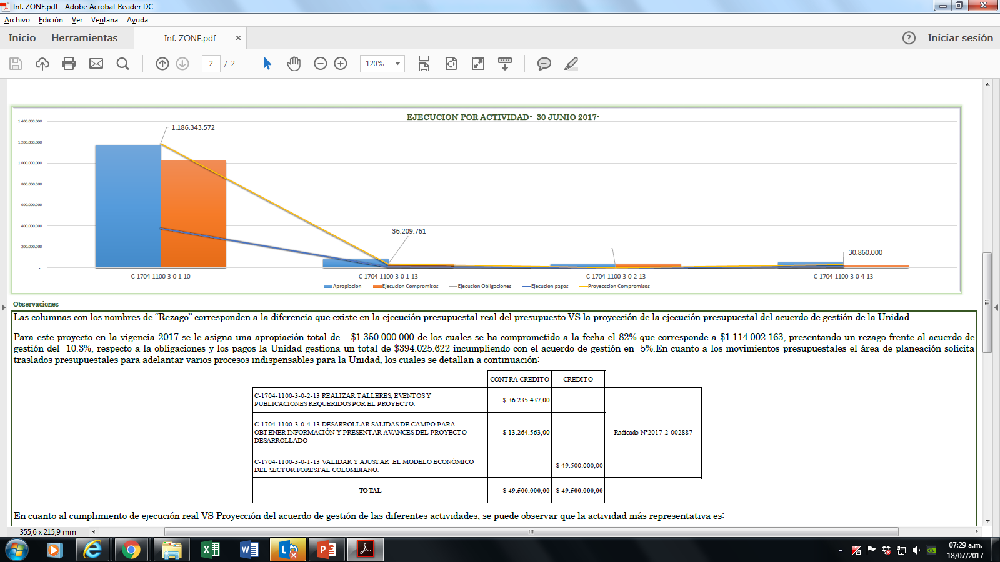 Inf. ZONF.pdf - Adobe Acrobat Reader DC
Archivo Edición Ver Ventana Ayuda
Inicio Herramientas Inf. ZONF.pdf × ? Iniciar sesión
2 / 2 120%
EJECUCION POR ACTIVIDAD- 30 JUNIO 2017-
1.400.000.000
1.186.343.572
1.200.000.000
1.000.000.000
800.000.000
600.000.000
400.000.000
36.209.761
200.000.000
-
30.860.000
-
C-1704-1100-3-0-1-10 C-1704-1100-3-0-1-13 C-1704-1100-3-0-2-13 C-1704-1100-3-0-4-13
Apropiacion Ejecucion Compromisos Ejecucion Obligaciones Ejecucion pagos Proyecccion Compromisos
Observaciones
Las columnas con los nombres de “Rezago” corresponden a la diferencia que existe en la ejecución presupuestal real del presupuesto VS la proyección de la ejecución presupuestal del acuerdo de gestión de la Unidad.
Para este proyecto en la vigencia 2017 se le asigna una apropiación total de $1.350.000.000 de los cuales se ha comprometido a la fecha el 82% que corresponde a $1.114.002.163, presentando un rezago frente al acuerdo de
gestión del -10.3%, respecto a la obligaciones y los pagos la Unidad gestiona un total de $394.025.622 incumpliendo con el acuerdo de gestión en -5%.En cuanto a los movimientos presupuestales el área de planeación solicita
traslados presupuestales para adelantar varios procesos indispensables para la Unidad, los cuales se detallan a continuación:
CONTRA CREDITO CREDITO
C-1704-1100-3-0-2-13 REALIZAR TALLERES, EVENTOS Y
PUBLICACIONES REQUERIDOS POR EL PROYECTO.
$ 36.235.437,00
C-1704-1100-3-0-4-13 DESARROLLAR SALIDAS DE CAMPO PARA
OBTENER INFORMACIÓN Y PRESENTAR AVANCES DEL PROYECTO
DESARROLLADO
$ 13.264.563,00
Radicado N°2017-2-002887
C-1704-1100-3-0-1-13 VALIDAR Y AJUSTAR EL MODELO ECONÓMICO
DEL SECTOR FORESTAL COLOMBIANO.
$ 49.500.000,00
TOTAL $ 49.500.000,00 $ 49.500.000,00
En cuanto al cumplimiento de ejecución real VS Proyección del acuerdo de gestión de las diferentes actividades, se puede observar que la actividad más representativa es:
355,6 x 215,9 mm
07:29 a.m.
18/07/2017